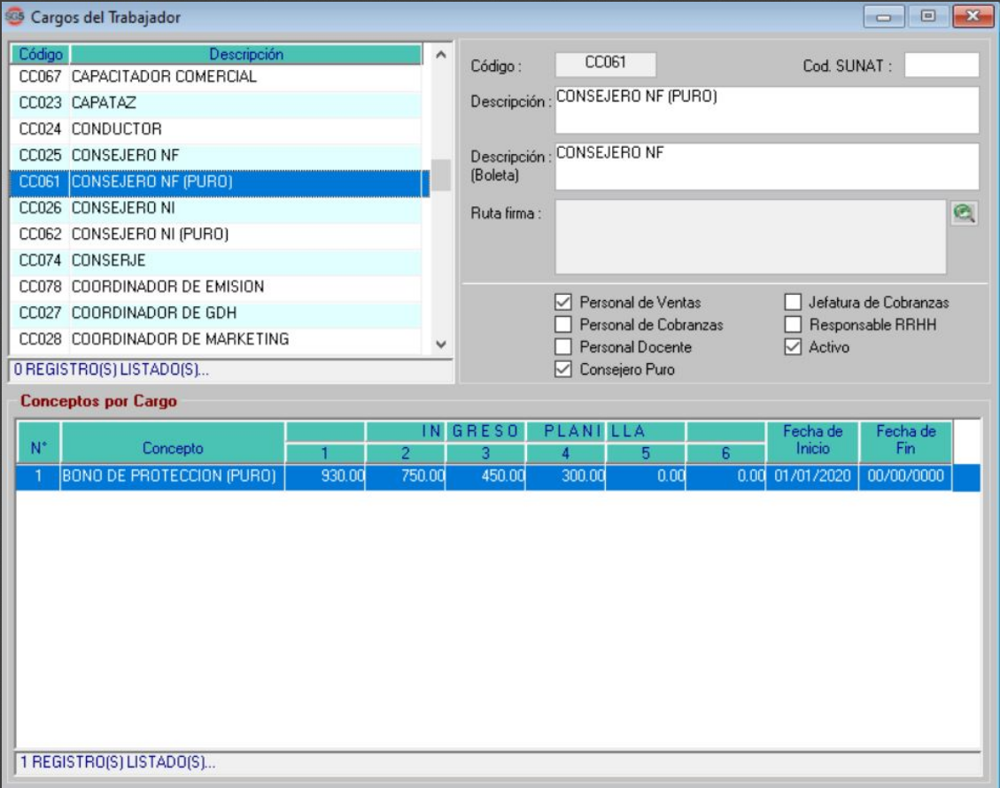 SG5 Cargos del Trabajador
Código Descripción
CC067 CAPACITADOR COMERCIAL
CC023 CAPATAZ
CC024 CONDUCTOR
CC025 CONSEJERO NF
CC061 CONSEJERO NF (PURO)
CC026 CONSEJERO NI
CC062 CONSEJERO NI (PURO)
CC074 CONSERJE
CC078 COORDINADOR DE EMISION
CC027 COORDINADOR DE GDH
CC028 COORDINADOR DE MARKETING
0 REGISTRO(S) LISTADO(S)...
Código : CC061 Cod. SUNAT :
Descripción : CONSEJERO NF (PURO)
Descripción : CONSEJERO NF
(Boleta)
Ruta firma :
Personal de Ventas Jefatura de Cobranzas
Personal de Cobranzas Responsable RRHH
Personal Docente Activo
Consejero Puro
Conceptos por Cargo
N° Concepto INGRESO PLANILLA Fecha de Inicio Fecha de Fin
1 2 3 4 5 6
1 BONO DE PROTECCION (PURO) 930.00 750.00 450.00 300.00 0.00 0.00 01/01/2020 00/00/0000
1 REGISTRO(S) LISTADO(S)...